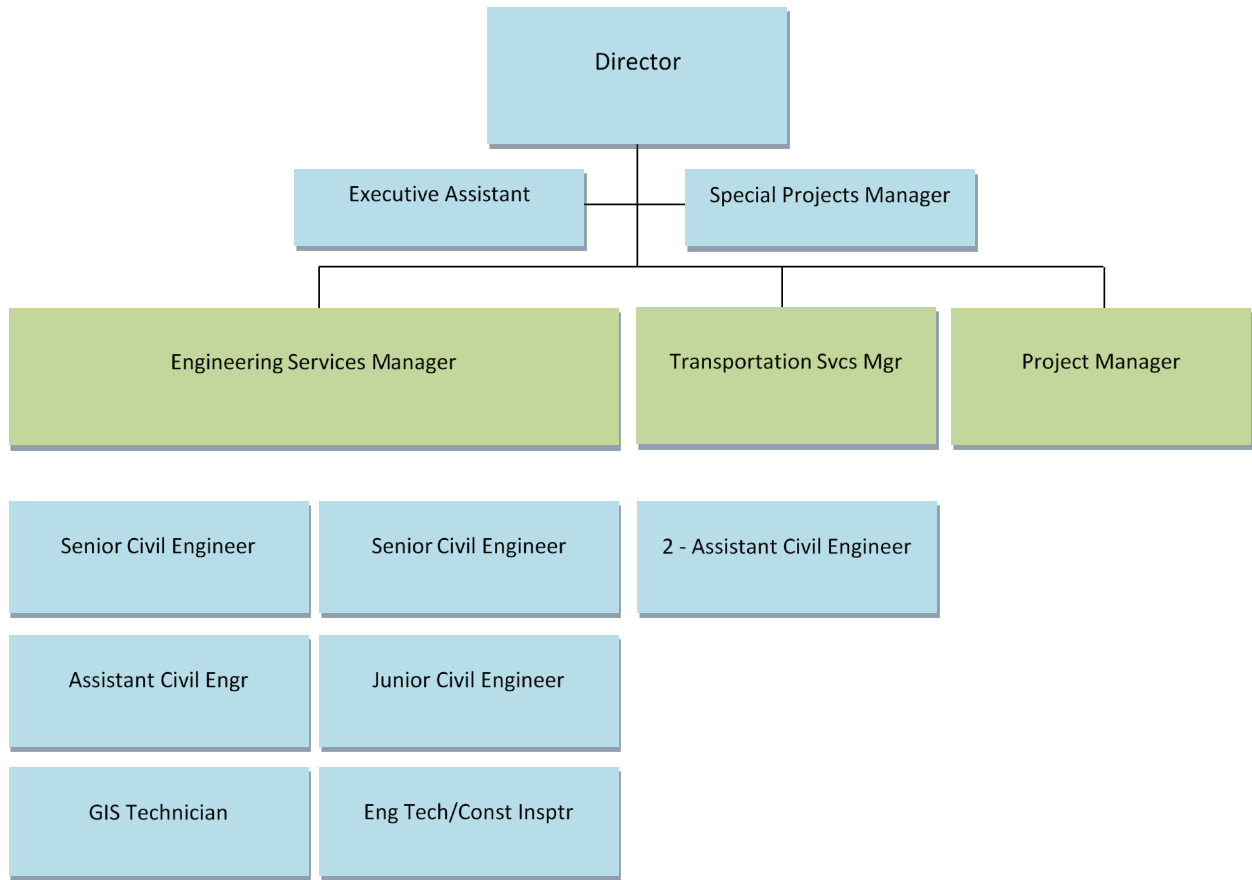 Director
Executive Assistant
Special Projects Manager
Engineering Services Manager
Transportation Svcs Mgr
Project Manager
Senior Civil Engineer
Senior Civil Engineer
2 - Assistant Civil Engineer
Assistant Civil Engr
Junior Civil Engineer
GIS Technician
Eng Tech/Const Insptr